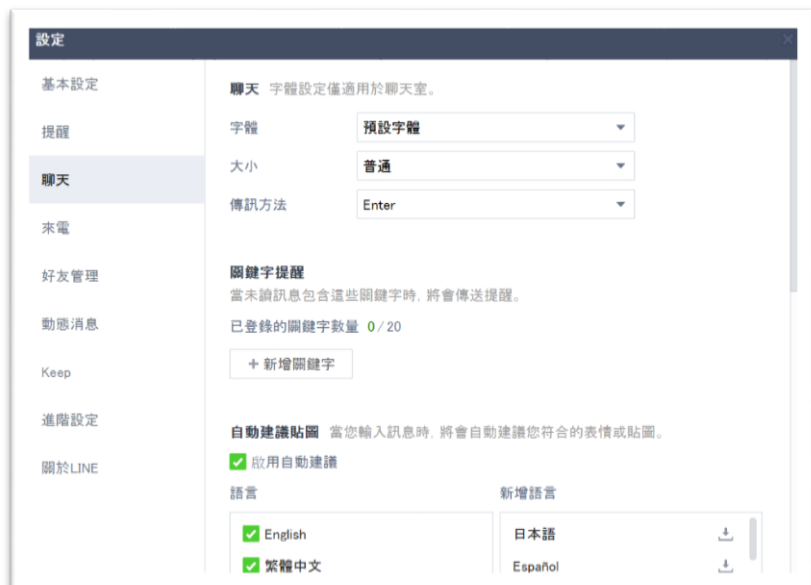 設定
基本設定
提醒
聊天
來電
好友管理
動態消息
Keep
進階設定
關於LINE
聊天 字體設定僅適用於聊天室。
字體 預設字體
大小 普通
傳訊方法 Enter
關鍵字提醒
當未讀訊息包含這些關鍵字時, 將會傳送提醒。
已登錄的關鍵字數量 0/20
+ 新增關鍵字
自動建議貼圖 當您輸入訊息時, 將會自動建議您符合的表情或貼圖。
啟用自動建議
語言
English
繁體中文
新增語言
日本語
Español